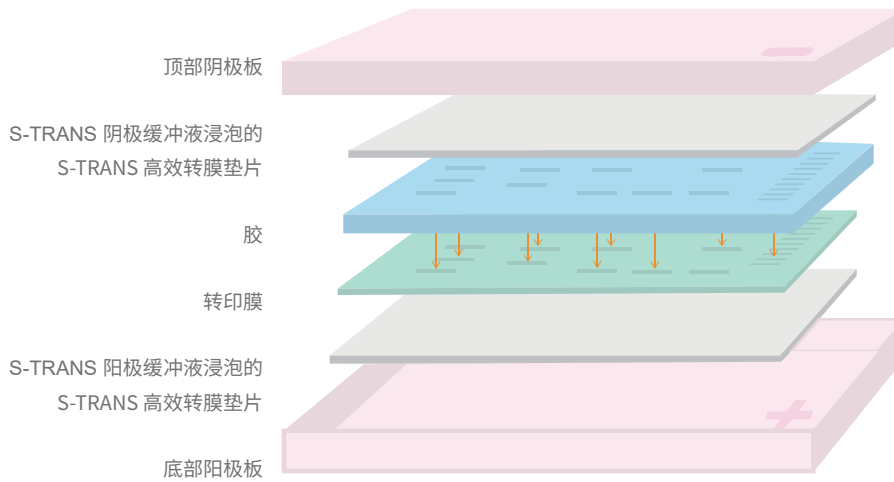 顶部阴极板
S-TRANS 阴极缓冲液浸泡的
S-TRANS 高效转膜垫片
胶
转印膜
S-TRANS 阳极缓冲液浸泡的
S-TRANS 高效转膜垫片
底部阳极板